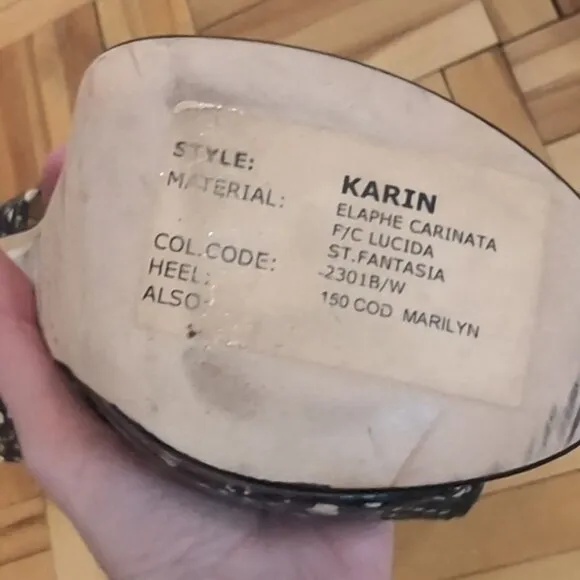 STYLE: KARIN
MATERIAL: ELAPHE CARINATA
F/C LUCIDA
ST.FANTASIA
COL.CODE: -2301B/W
HEEL: 150 COD MARILYN
ALSO